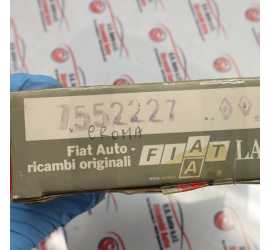 7552227
CROMA
Fiat Auto -
ricambi originali
FIAT LA